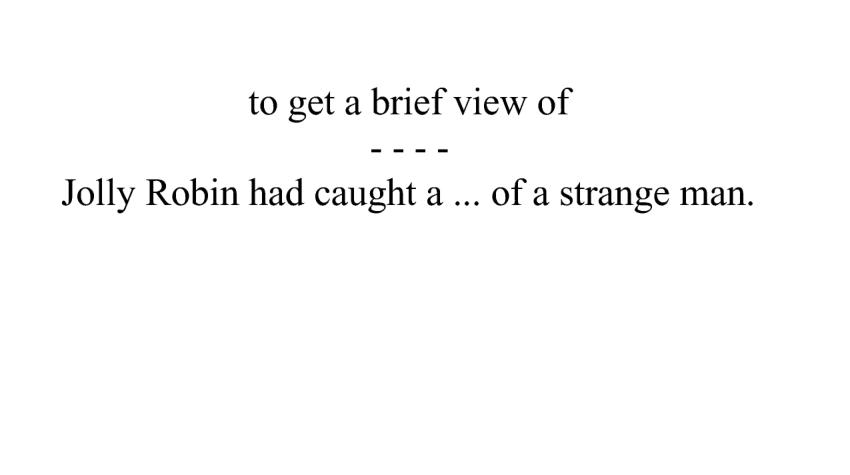 to get a brief view of
- - - -
Jolly Robin had caught a ... of a strange man.